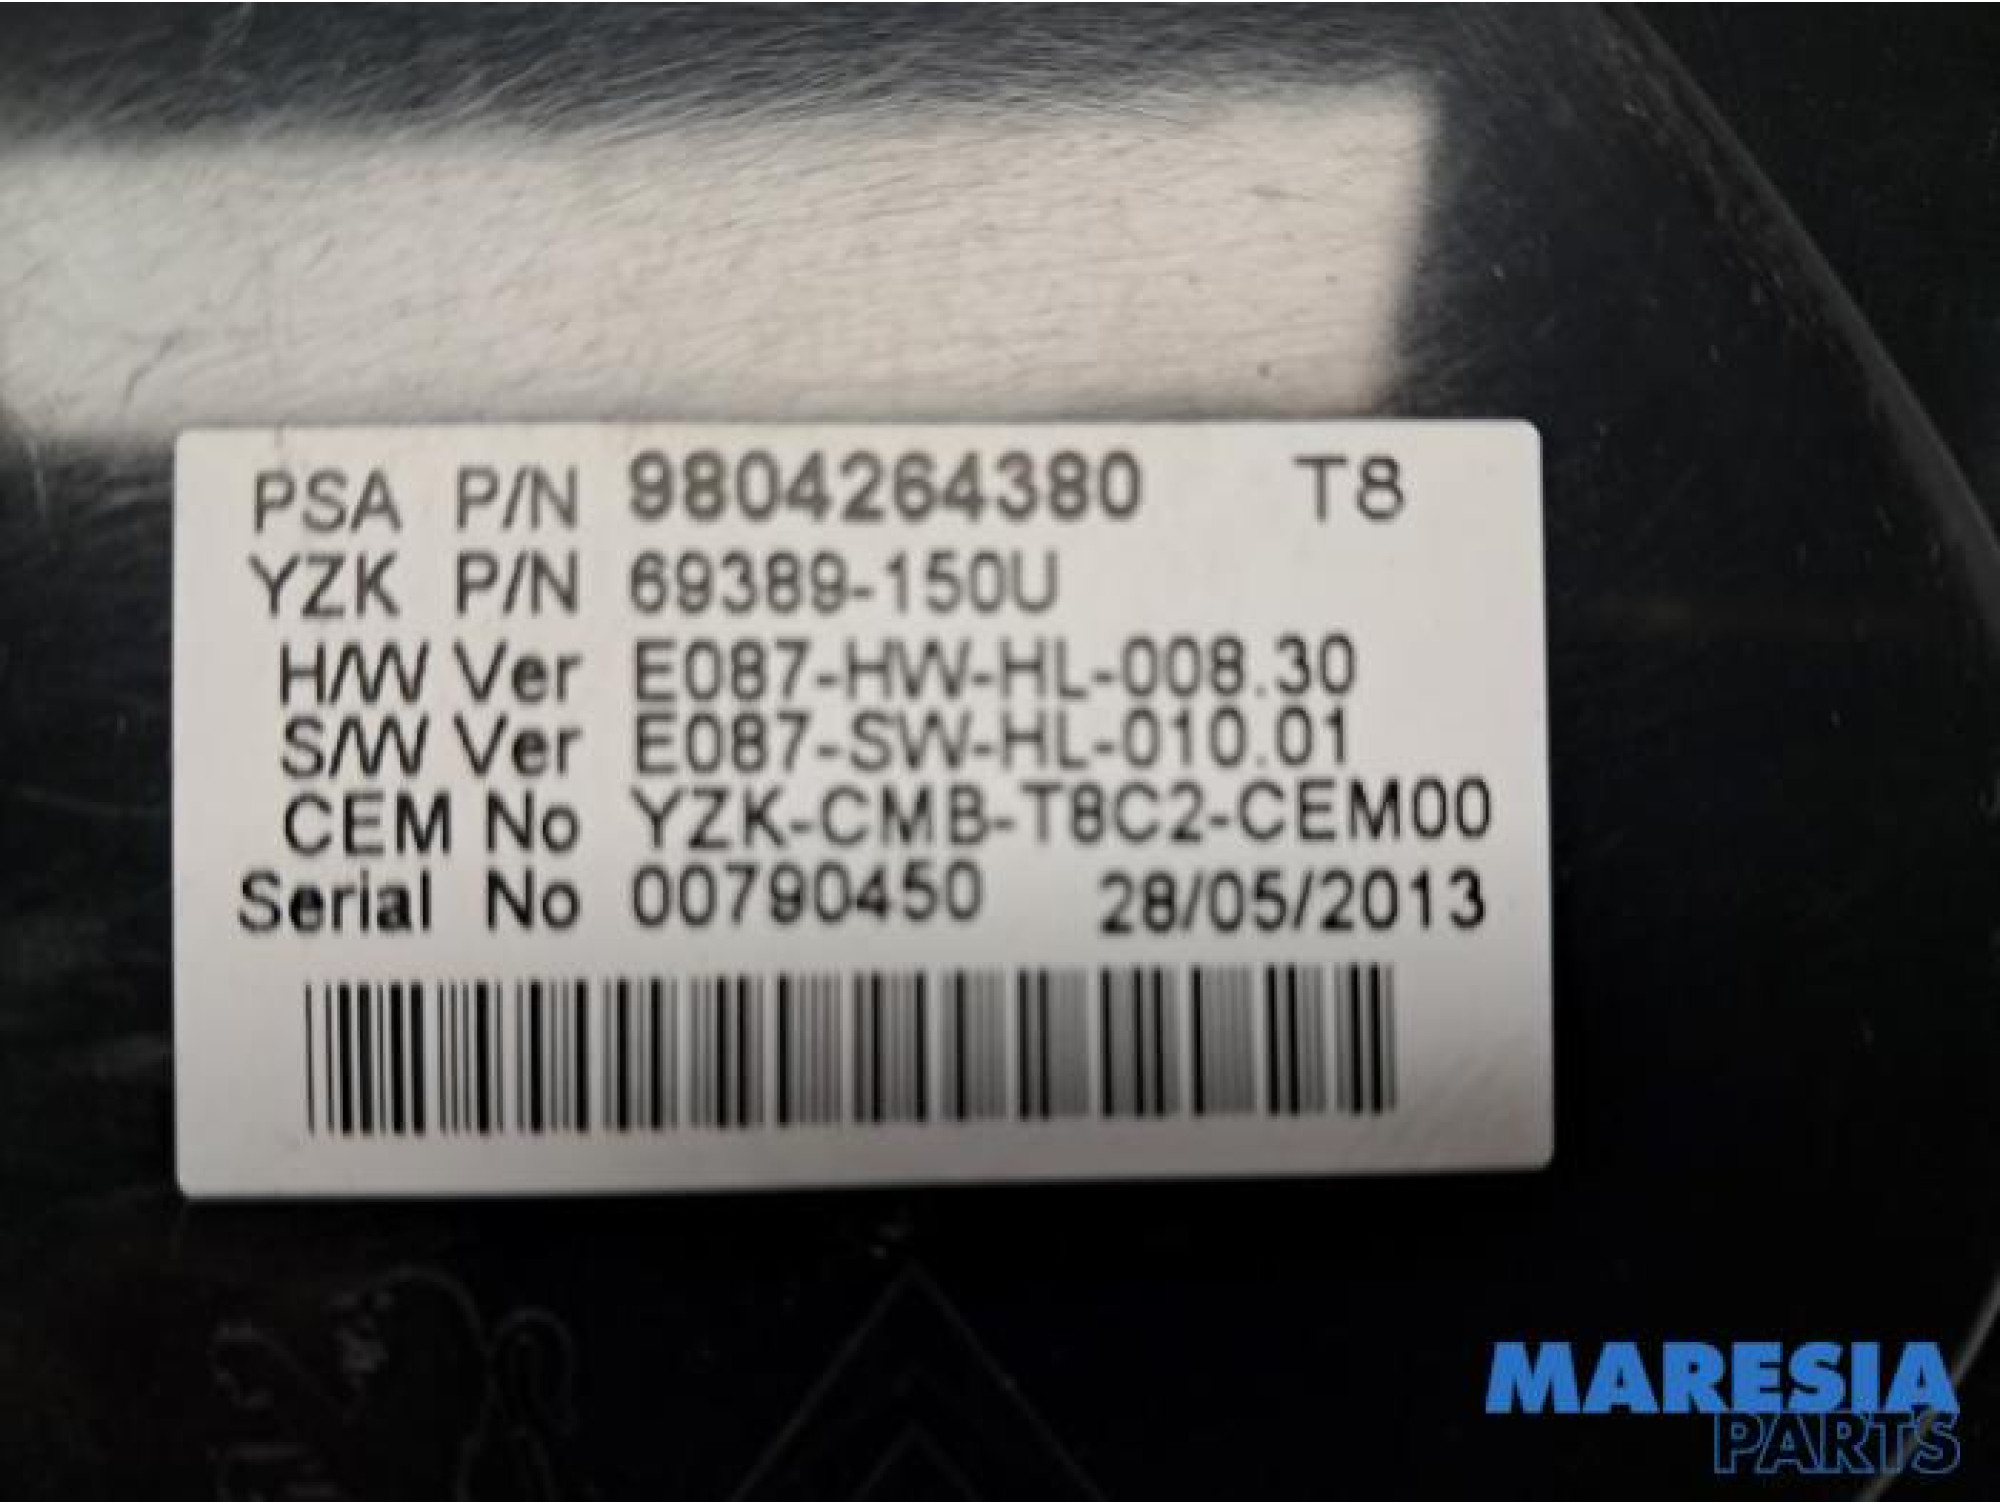 PSA P/N 9804264380 T8
YZK P/N 69389-150U
H/W Ver E087-HW-HL-008.30
S/W Ver E087-SW-HL-010.01
CEM No YZK-CMB-T8C2-CEM00
Serial No 00790450 28/05/2013
MARESIA
PARTS